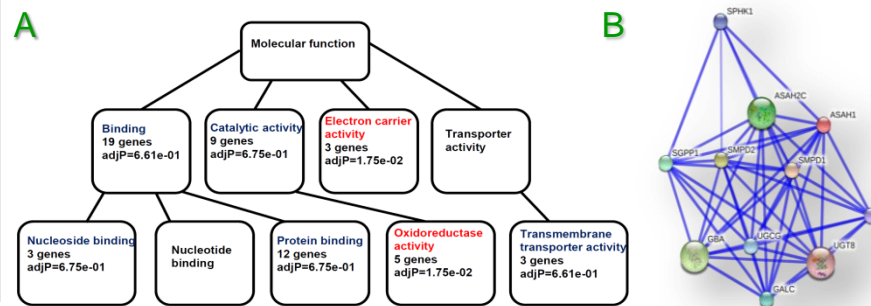 A
Molecular function
Binding
19 genes
adjP=6.61e-01
Catalytic activity
9 genes
adjP=6.75e-01
Electron carrier
activity
3 genes
adjP=1.75e-02
Transporter
activity
Nucleoside binding
3 genes
adjP=6.75e-01
Nucleotide
binding
Protein binding
12 genes
adjP=6.75e-01
Oxidoreductase
activity
5 genes
adjP=1.75e-02
Transmembrane
transporter activity
3 genes
adjP=6.61e-01
B
SPHK1
ASAH2C
ASAH1
SGPP1
SMPD2
SMPD1
GBA
UGCG
UGT8
GALC